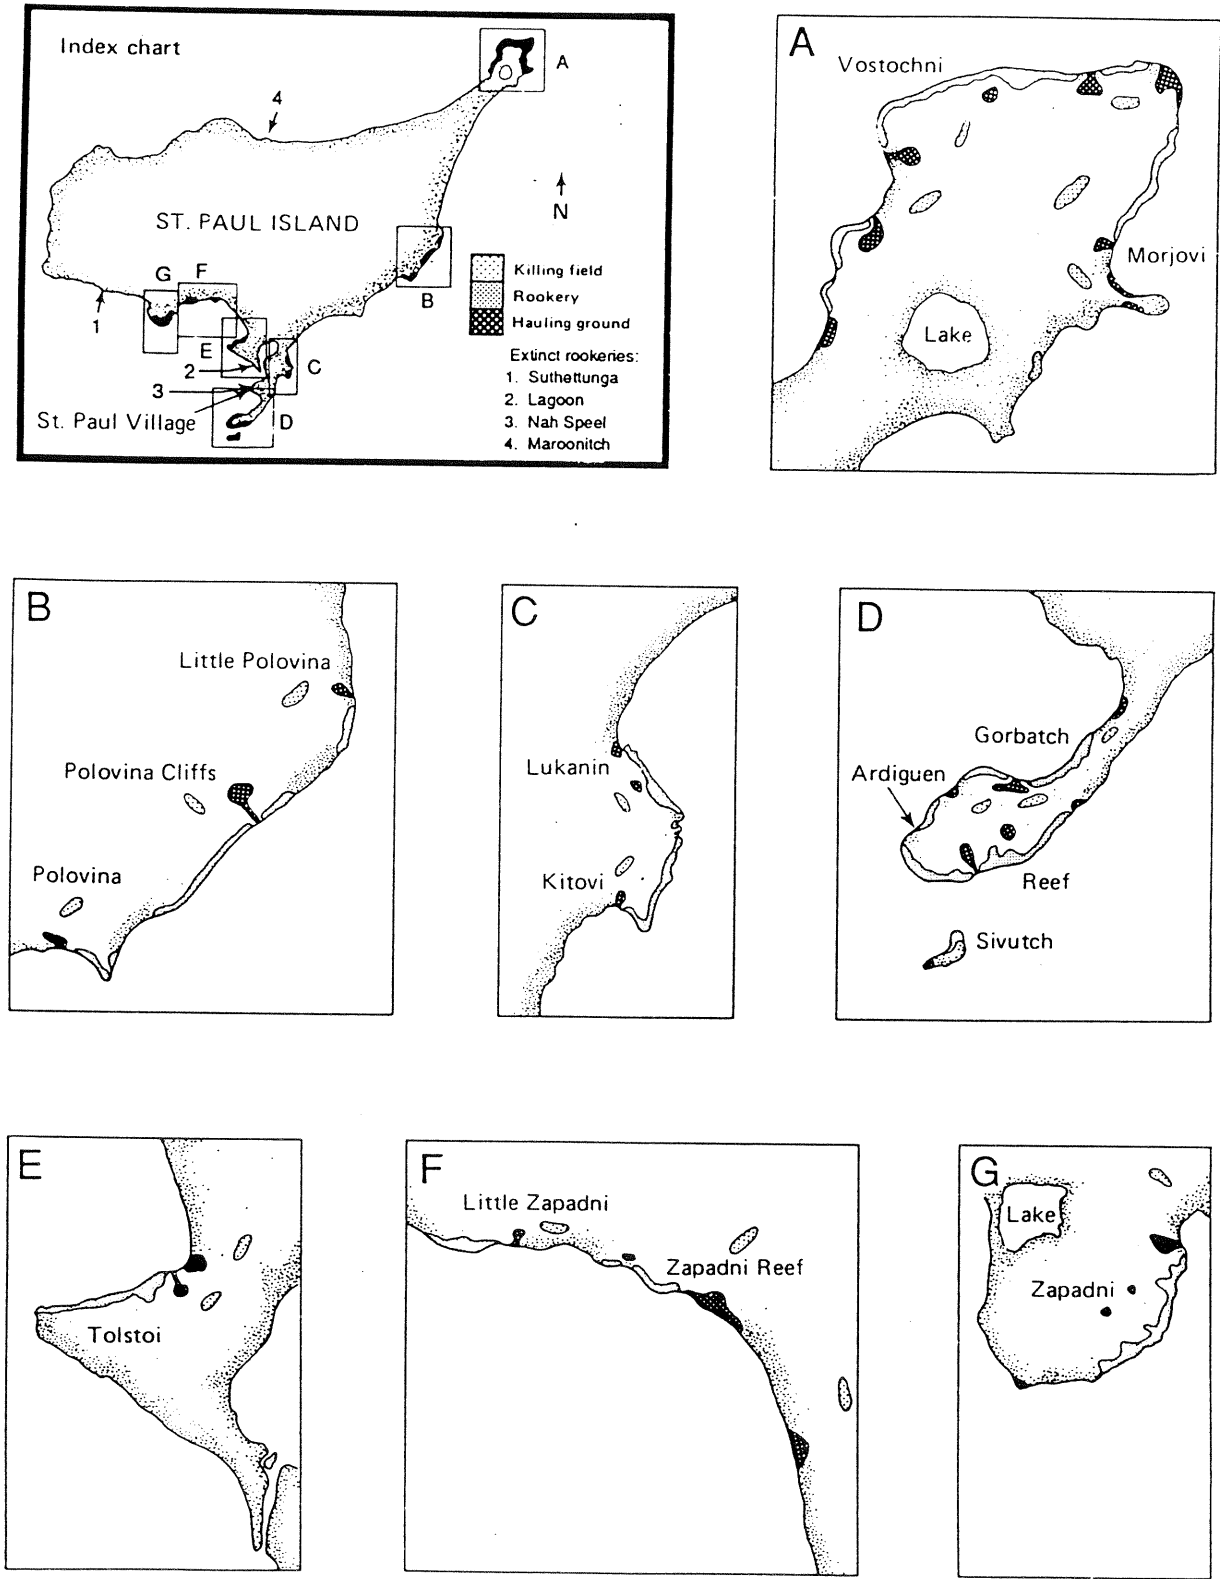 Index chart
A
4
ST. PAUL ISLAND
N
G
F
B
1
E
2
C
3
St. Paul Village
D
Killing field
Rookery
Hauling ground
Extinct rookeries:
1. Suthettunga
2. Lagoon
3. Nah Speel
4. Maroonitch
A
Vostochni
Morjovi
Lake
B
Little Polovina
Polovina Cliffs
Polovina
C
Lukanin
Kitovi
D
Gorbatch
Ardiguen
Reef
Sivutch
E
Tolstoi
F
Little Zapadni
Zapadni Reef
G
Lake
Zapadni